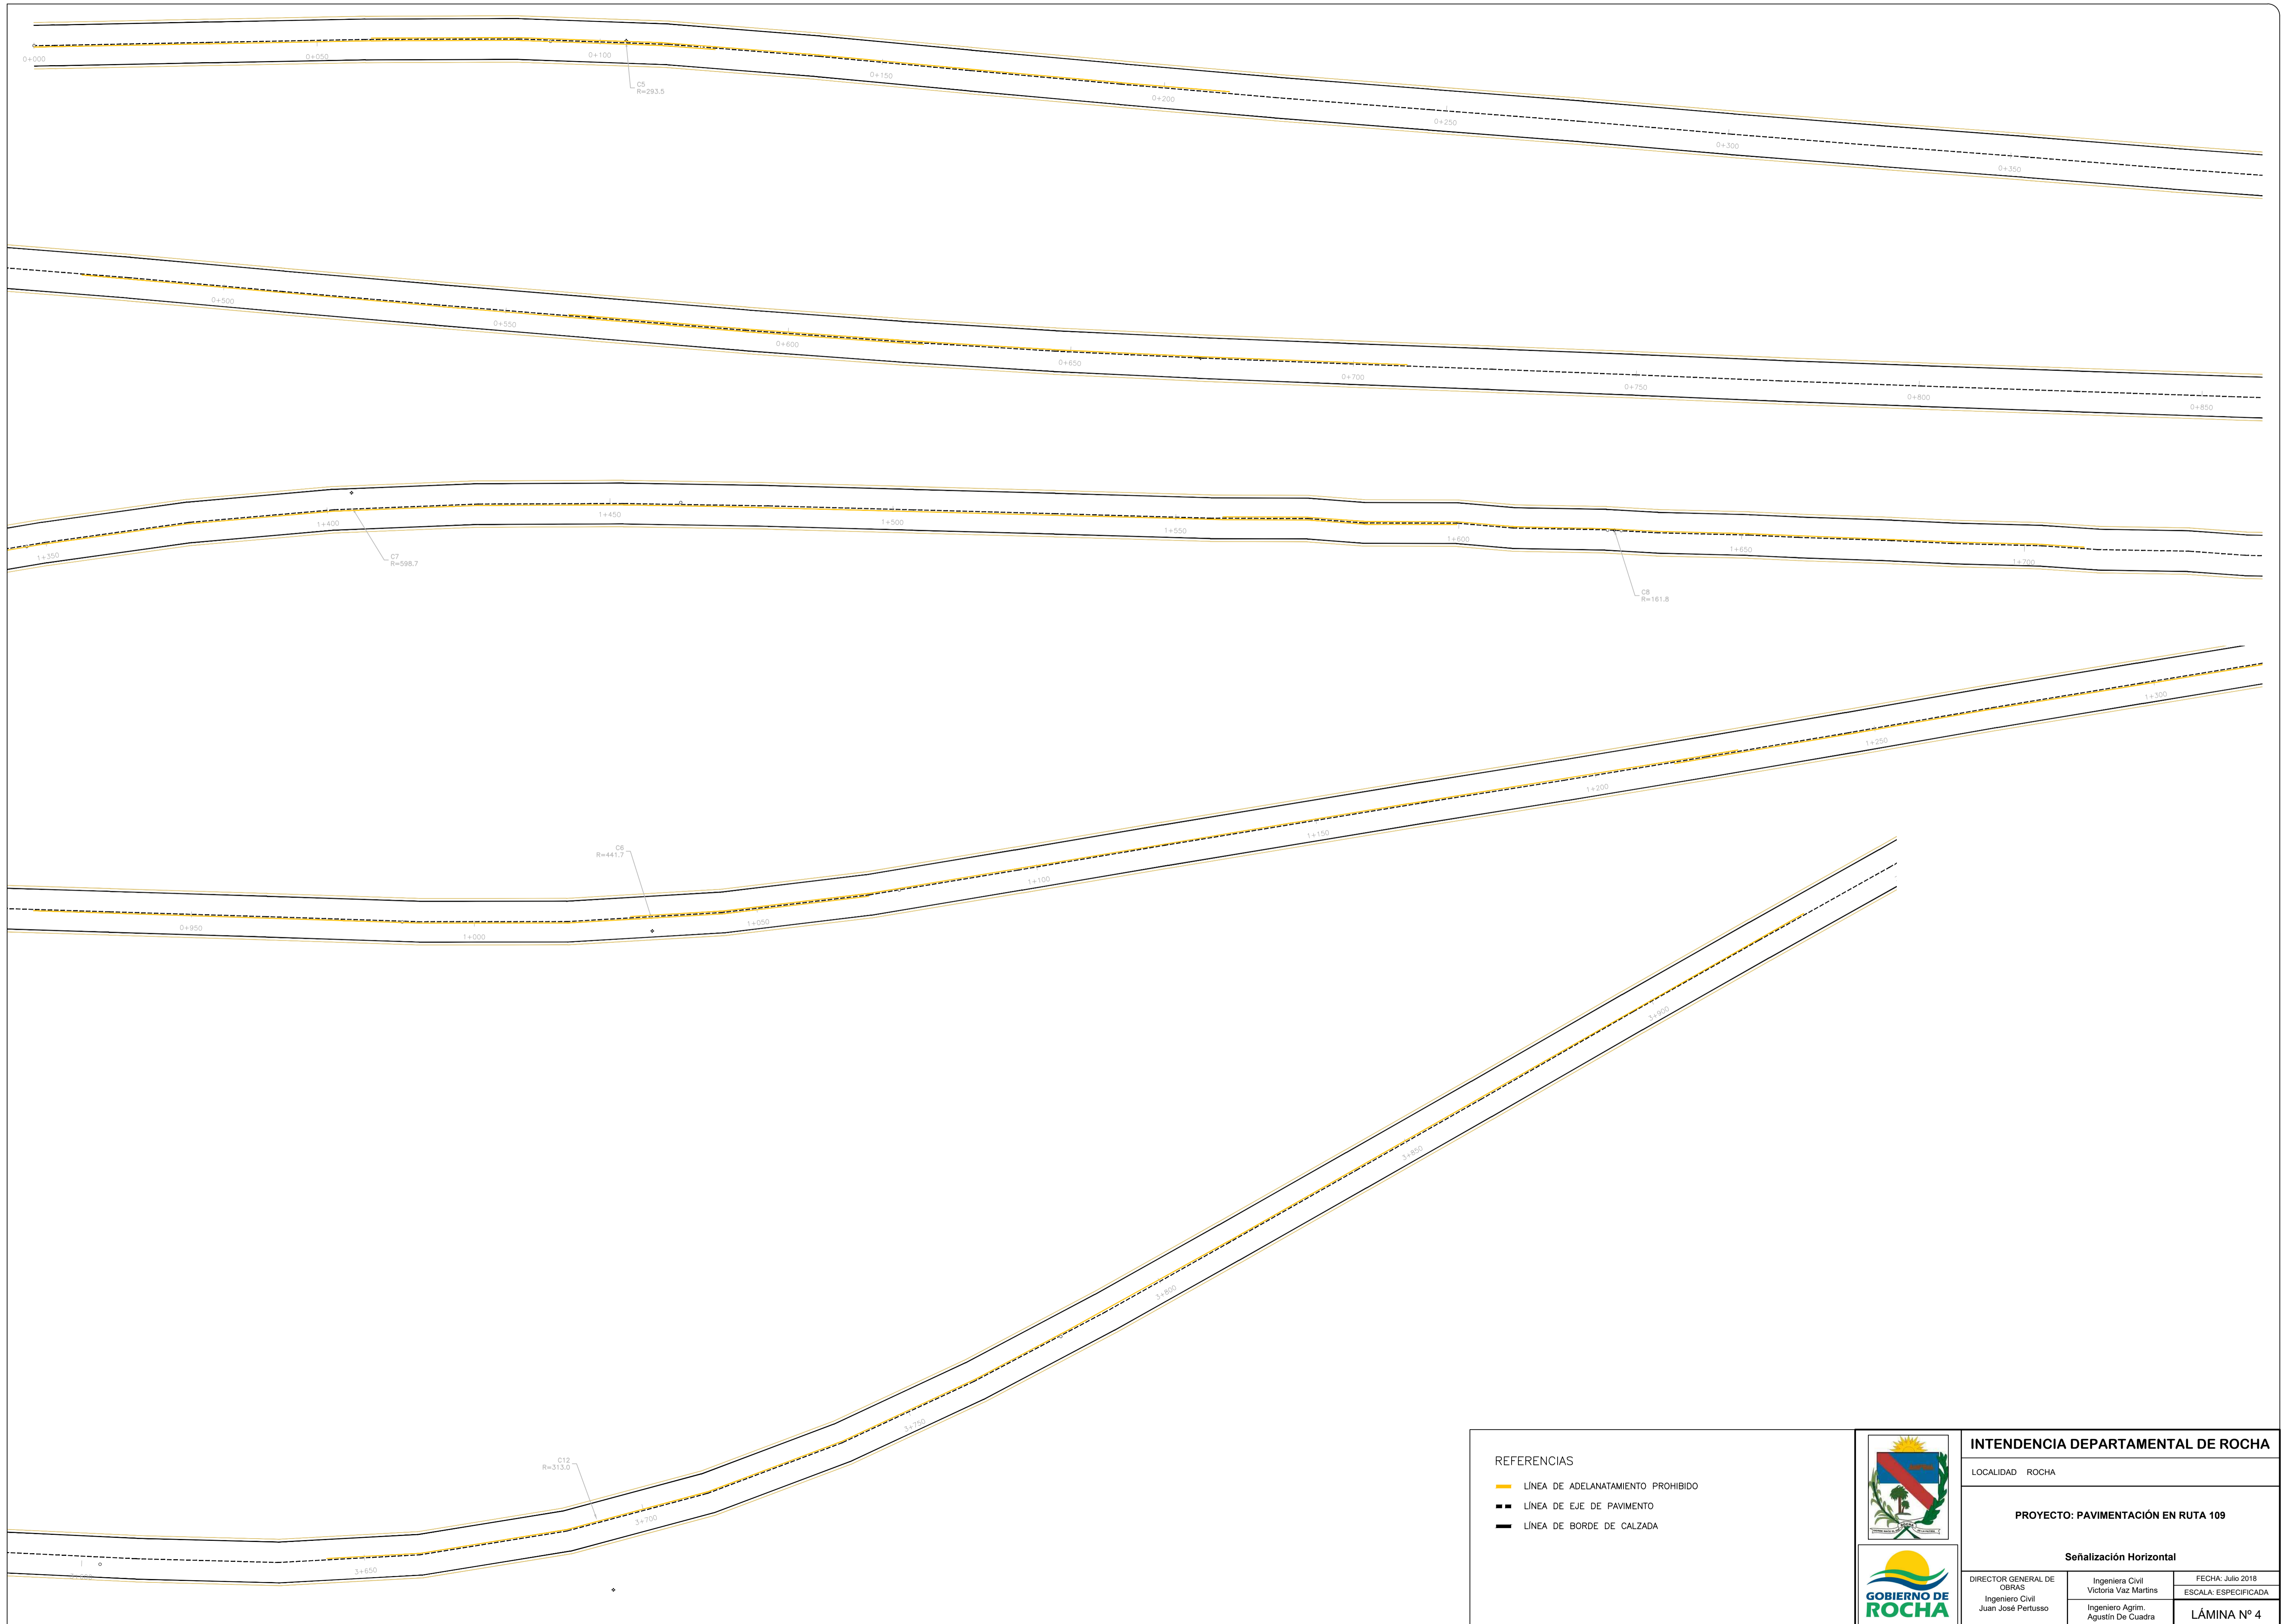 0+000
0+050
0+100
0+150
0+200
0+250
0+300
0+350
C5
R=293.5
0+500
0+550
0+600
0+650
0+700
0+750
0+800
0+850
1+350
1+400
1+450
1+500
1+550
1+600
1+650
1+700
C7
R=598.7
C8
R=161.8
0+950
1+000
1+050
1+100
1+150
1+200
1+250
1+300
C6
R=441.7
3+650
3+700
3+750
3+800
3+850
3+900
C12
R=313.0
REFERENCIAS
LÍNEA DE ADELANATAMIENTO PROHIBIDO
LÍNEA DE EJE DE PAVIMENTO
LÍNEA DE BORDE DE CALZADA
GOBIERNO DE
ROCHA
INTENDENCIA DEPARTAMENTAL DE ROCHA
LOCALIDAD ROCHA
PROYECTO: PAVIMENTACIÓN EN RUTA 109
Señalización Horizontal
DIRECTOR GENERAL DE
OBRAS
Ingeniero Civil
Juan José Pertusso
Ingeniera Civil
Victoria Vaz Martins
Ingeniero Agrim.
Agustín De Cuadra
FECHA: Julio 2018
ESCALA: ESPECIFICADA
LÁMINA Nº 4